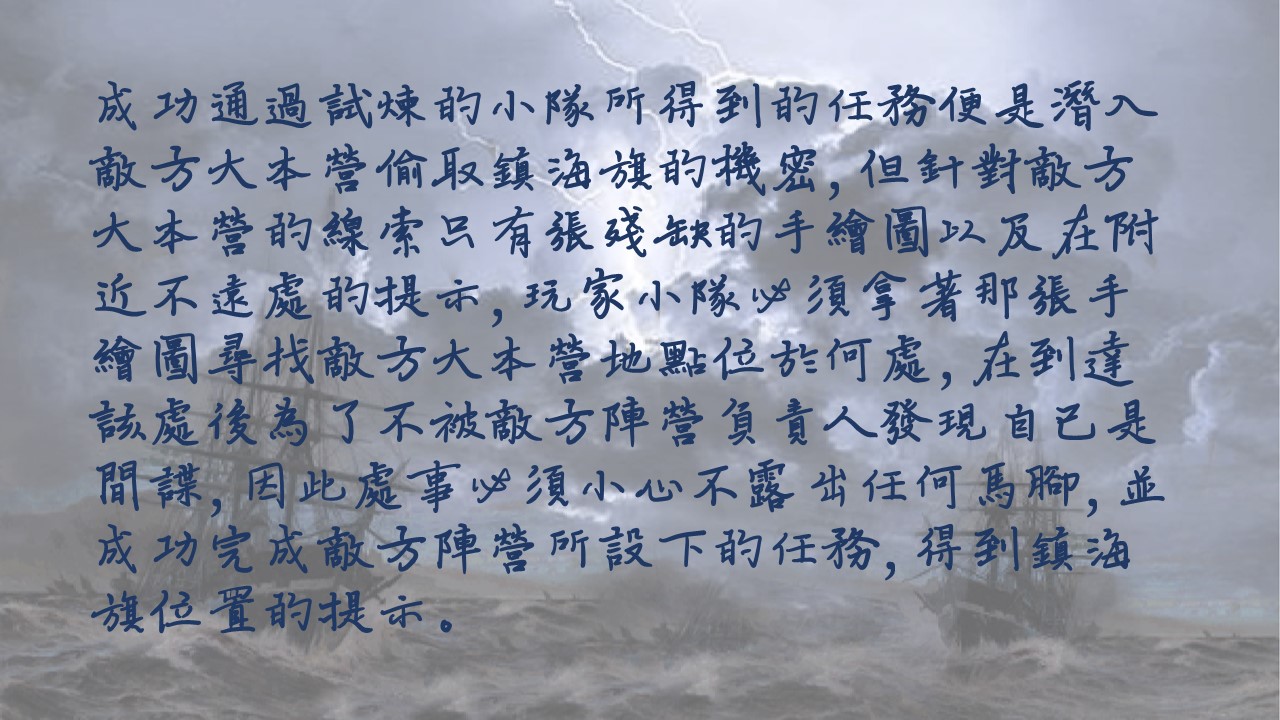 成功通過試煉的小隊所得到的任務便是潛入
敵方大本營偷取鎮海旗的機密，但針對敵方
大本營的線索只有張殘缺的手繪圖以及在附
近不遠處的提示，玩家小隊必須拿著那張手
繪圖尋找敵方大本營地點位於何處，在到達
該處後為了不被敵方陣營負責人發現自己是
間諜，因此處事必須小心不露出任何馬腳，並
成功完成敵方陣營所設下的任務，得到鎮海
旗位置的提示。